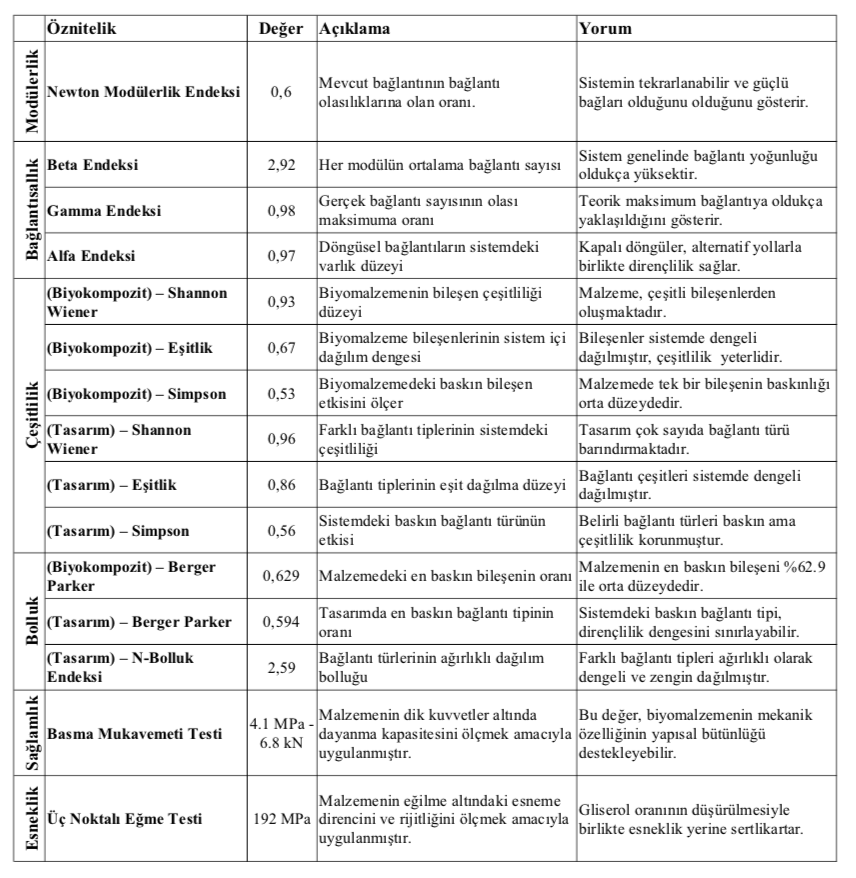 Öznitelik Değer Açıklama Yorum
Modülerlik
Newton Modülerlik Endeksi
0,6
Mevcut bağlantının bağlantı
olasılıklarına olan oranı.
Sistemin tekrarlanabilir ve güçlü
bağları olduğunu olduğunu gösterir.
Bağlantısallık
Beta Endeksi
2,92
Her modülün ortalama bağlantı sayısı
Sistem genelinde bağlantı yoğunluğu
oldukça yüksektir.
Gamma Endeksi
0,98
Gerçek bağlantı sayısının olası
maksimuma oranı
Teorik maksimum bağlantıya oldukça
yaklaşıldığını gösterir.
Alfa Endeksi
0,97
Döngüsel bağlantıların sistemdeki
varlık düzeyi
Kapalı döngüler, alternatif yollarla
birlikte dirençlilik sağlar.
Çeşitlilik
(Biyokompozit) – Shannon
Wiener
0,93
Biyomalzemenin bileşen çeşitliliği
düzeyi
Malzeme, çeşitli bileşenlerden
oluşmaktadır.
(Biyokompozit) – Eşitlik
0,67
Biyomalzeme bileşenlerinin sistem içi
dağılım dengesi
Bileşenler sistemde dengeli
dağılmıştır, çeşitlilik yeterlidir.
(Biyokompozit) – Simpson
0,53
Biyomalzemedeki baskın bileşen
etkisini ölçer
Malzemede tek bir bileşenin baskınlığı
orta düzeydedir.
(Tasarım) – Shannon
Wiener
0,96
Farklı bağlantı tiplerinin sistemdeki
çeşitliliği
Tasarım çok sayıda bağlantı türü
barındırmaktadır.
(Tasarım) – Eşitlik
0,86
Bağlantı tiplerinin eşit dağılma düzeyi
Bağlantı çeşitleri sistemde dengeli
dağılmıştır.
(Tasarım) – Simpson
0,56
Sistemdeki baskın bağlantı türünün
etkisi
Belirli bağlantı türleri baskın ama
çeşitlilik korunmuştur.
Bolluk
(Biyokompozit) – Berger
Parker
0,629
Malzemedeki en baskın bileşenin oranı
Malzemenin en baskın bileşeni %62.9
ile orta düzeydedir.
(Tasarım) – Berger Parker
0,594
Tasarımda en baskın bağlantı tipinin
oranı
Sistemdeki baskın bağlantı tipi,
dirençlilik dengesini sınırlayabilir.
(Tasarım) – N-Bolluk
Endeksi
2,59
Bağlantı türlerinin ağırlıklı dağılım
bolluğu
Farklı bağlantı tipleri ağırlıklı olarak
dengeli ve zengin dağılmıştır.
Sağlamlık
Basma Mukavemeti Testi
4.1 MPa -
6.8 kN
Malzemenin dik kuvvetler altında
dayanma kapasitesini ölçmek amacıyla
uygulanmıştır.
Bu değer, biyomalzemenin mekanik
özelliğinin yapısal bütünlüğü
destekleyebilir.
Esneklik
Üç Noktalı Eğme Testi
192 MPa
Malzemenin eğilme altındaki esneme
direncini ve rijitliğini ölçmek amacıyla
uygulanmıştır.
Gliserol oranının düşürülmesiyle
birlikte esneklik yerine sertlikartar.